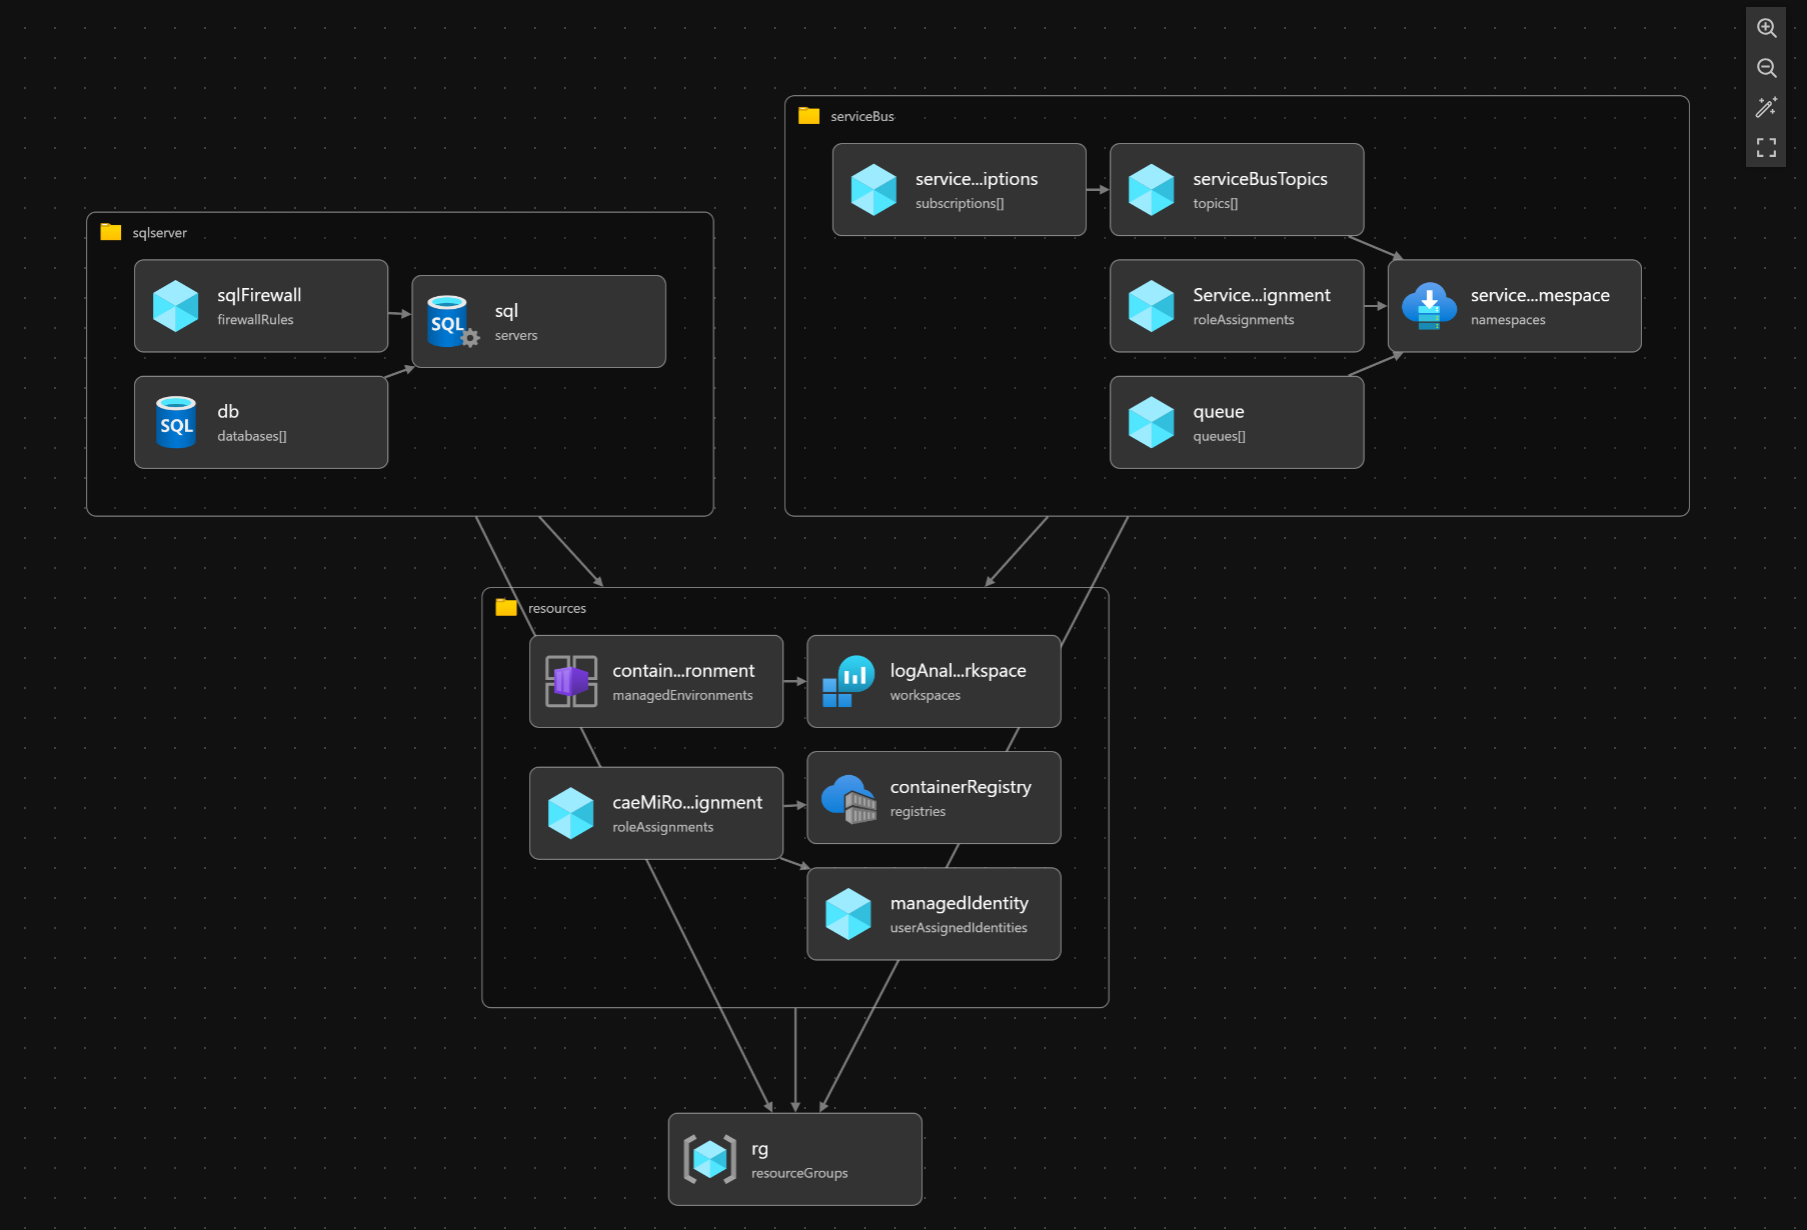 serviceBus
service...iptions
subscriptions[]
serviceBusTopics
topics[]
Service...ignment
roleAssignments
service...mespace
namespaces
queue
queues[]
sqlserver
sqlFirewall
firewallRules
SQL
sql
servers
SQL
db
databases[]
resources
contain...ronment
managedEnvironments
logAnal...rkspace
workspaces
caeMiRo...ignment
roleAssignments
containerRegistry
registries
managedIdentity
userAssignedIdentities
rg
resourceGroups